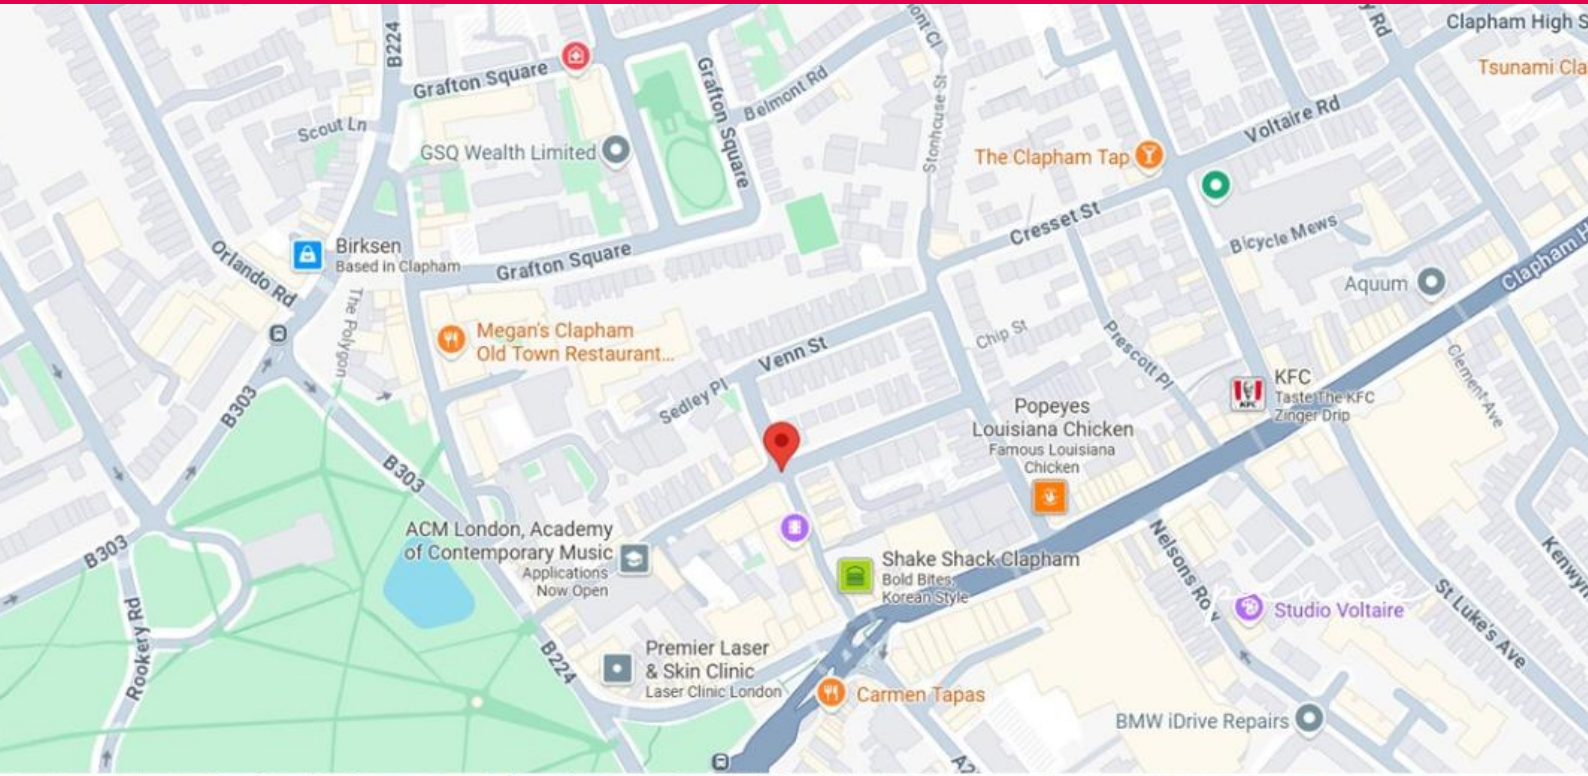 B224
Grafton Square
Grafton Square
Belmont Rd
Stonhouse St
Clapham High S
Tsunami Cla
Scout Ln
GSQ Wealth Limited
The Clapham Tap
Voltaire Rd
Birksen
Based in Clapham
Orlando Rd
The Polygon
Grafton Square
Cresset St
Bicycle Mews
Aquum
Clapham H
Megan's Clapham
Old Town Restaurant...
Venn St
Chip St
Prescott Pl
Clement Ave
Sedley Pl
KFC
KFC
Taste The KFC
Zinger Drip
Popeyes
Louisiana Chicken
Famous Louisiana
Chicken
B303
B303
B303
ACM London, Academy
of Contemporary Music
Applications
Now Open
Shake Shack Clapham
Bold Bites,
Korean Style
Nelsons Row
Studio Voltaire
St Luke's Ave
Kenwyn
Rookery Rd
B224
Premier Laser
& Skin Clinic
Laser Clinic London
Carmen Tapas
BMW iDrive Repairs
A2